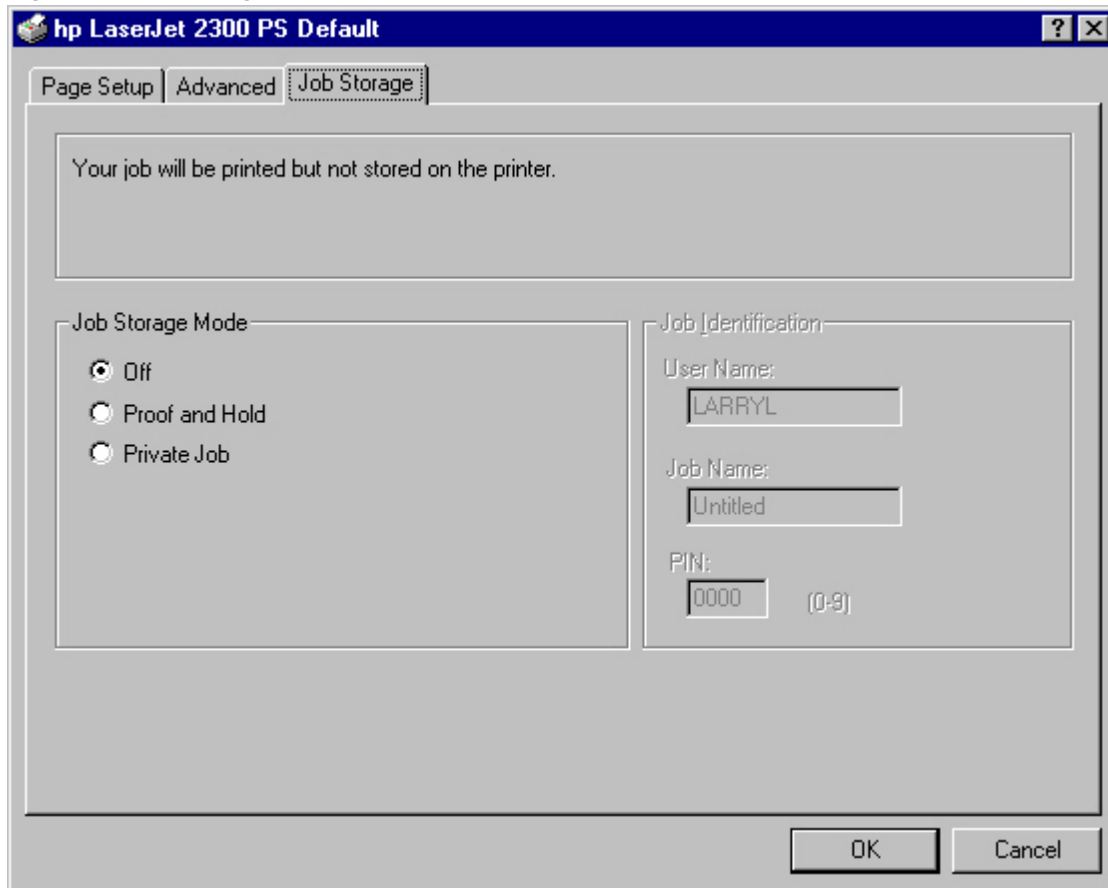 hp LaserJet 2300 PS Default
Page Setup
Advanced
Job Storage
Your job will be printed but not stored on the printer.
Job Storage Mode
Off
Proof and Hold
Private Job
Job Identification
User Name:
LARRYL
Job Name:
Untitled
PIN:
0000 (0-9)
OK
Cancel